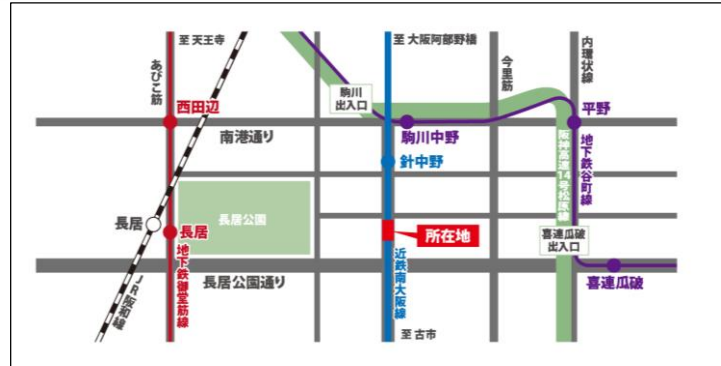 至 天王寺
至 大阪阿部野橋
あびこ筋
今里筋
内環状線
西田辺
駒川
出入口
平野
南港通り
駒川中野
針中野
阪神高速14号松原線
地下鉄谷町線
長居公園
長居
長居
所在地
喜連瓜破
出入口
地下鉄御堂筋線
近鉄南大阪線
JR阪和線
長居公園通り
喜連瓜破
至 古市